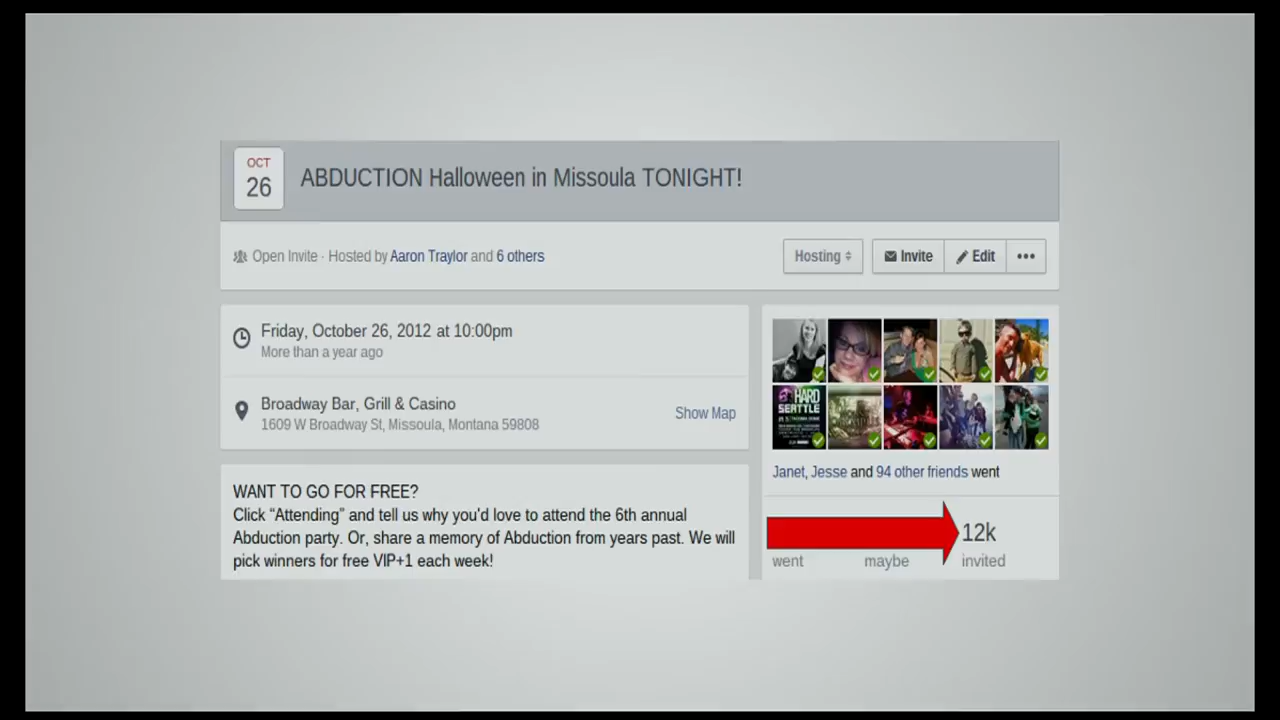 OCT
26
ABDUCTION Halloween in Missoula TONIGHT!
Open Invite · Hosted by Aaron Traylor and 6 others
Hosting
Invite
Edit
Friday, October 26, 2012 at 10:00pm
More than a year ago
Broadway Bar, Grill & Casino
1609 W Broadway St, Missoula, Montana 59808
Show Map
WANT TO GO FOR FREE?
Click “Attending” and tell us why you'd love to attend the 6th annual
Abduction party. Or, share a memory of Abduction from years past. We will
pick winners for free VIP+1 each week!
HARD
SEATTLE
Janet, Jesse and 94 other friends went
12k
went maybe invited